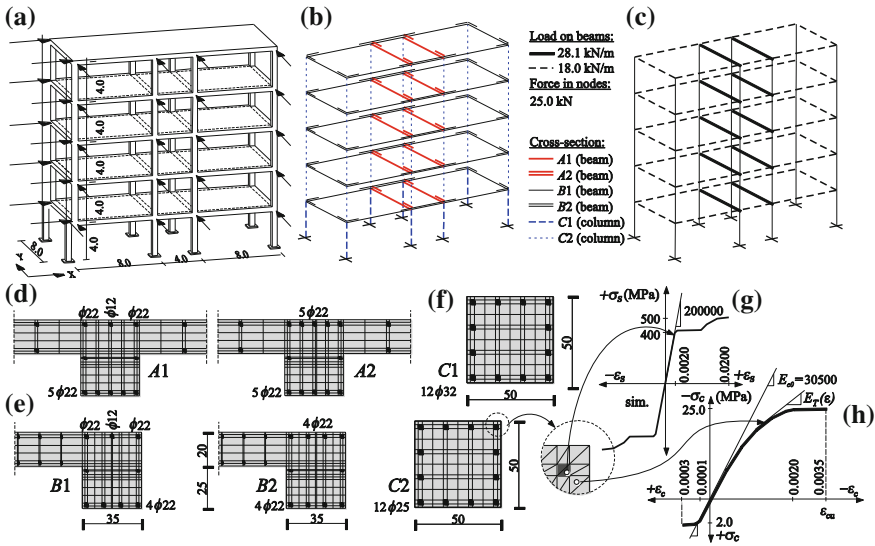 (a)
4.0
4.0
4.0
4.0
4.0
8.0
Y
X
8.0
4.0
8.0
(b)
Load on beams:
28.1 kN/m
18.0 kN/m
Force in nodes:
25.0 kN
Cross-section:
A1 (beam)
A2 (beam)
B1 (beam)
B2 (beam)
C1 (column)
C2 (column)
(c)
(d)
ϕ22
ϕ12
ϕ22
5ϕ22
A1
5ϕ22
5ϕ22
A2
(e)
ϕ22
ϕ12
ϕ22
B1
4ϕ22
35
20
25
4ϕ22
B2
4ϕ22
35
(f)
C1
50
12ϕ32
50
C2
50
12ϕ25
50
(g)
+σs (MPa)
200000
500
400
0.0020
0.0200
−εs
+εs
sim.
(h)
−σc (MPa)
25.0
Ec0=30500
ET(ε)
0.0003
0.0001
0.0020
0.0035
+εc
−εc
εcu
2.0
+σc